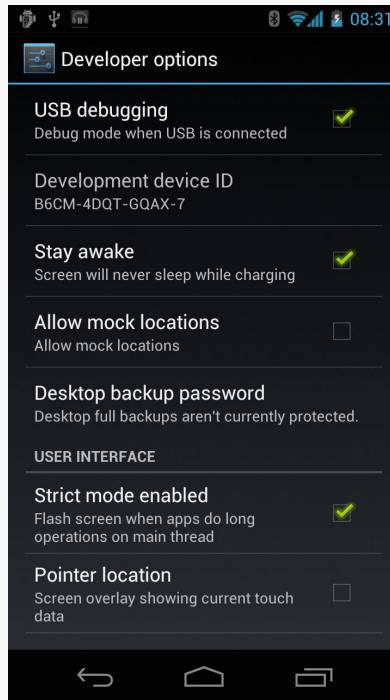 08:31
Developer options
USB debugging
Debug mode when USB is connected
Development device ID
B6CM-4DQT-GQAX-7
Stay awake
Screen will never sleep while charging
Allow mock locations
Allow mock locations
Desktop backup password
Desktop full backups aren't currently protected.
USER INTERFACE
Strict mode enabled
Flash screen when apps do long
operations on main thread
Pointer location
Screen overlay showing current touch
data